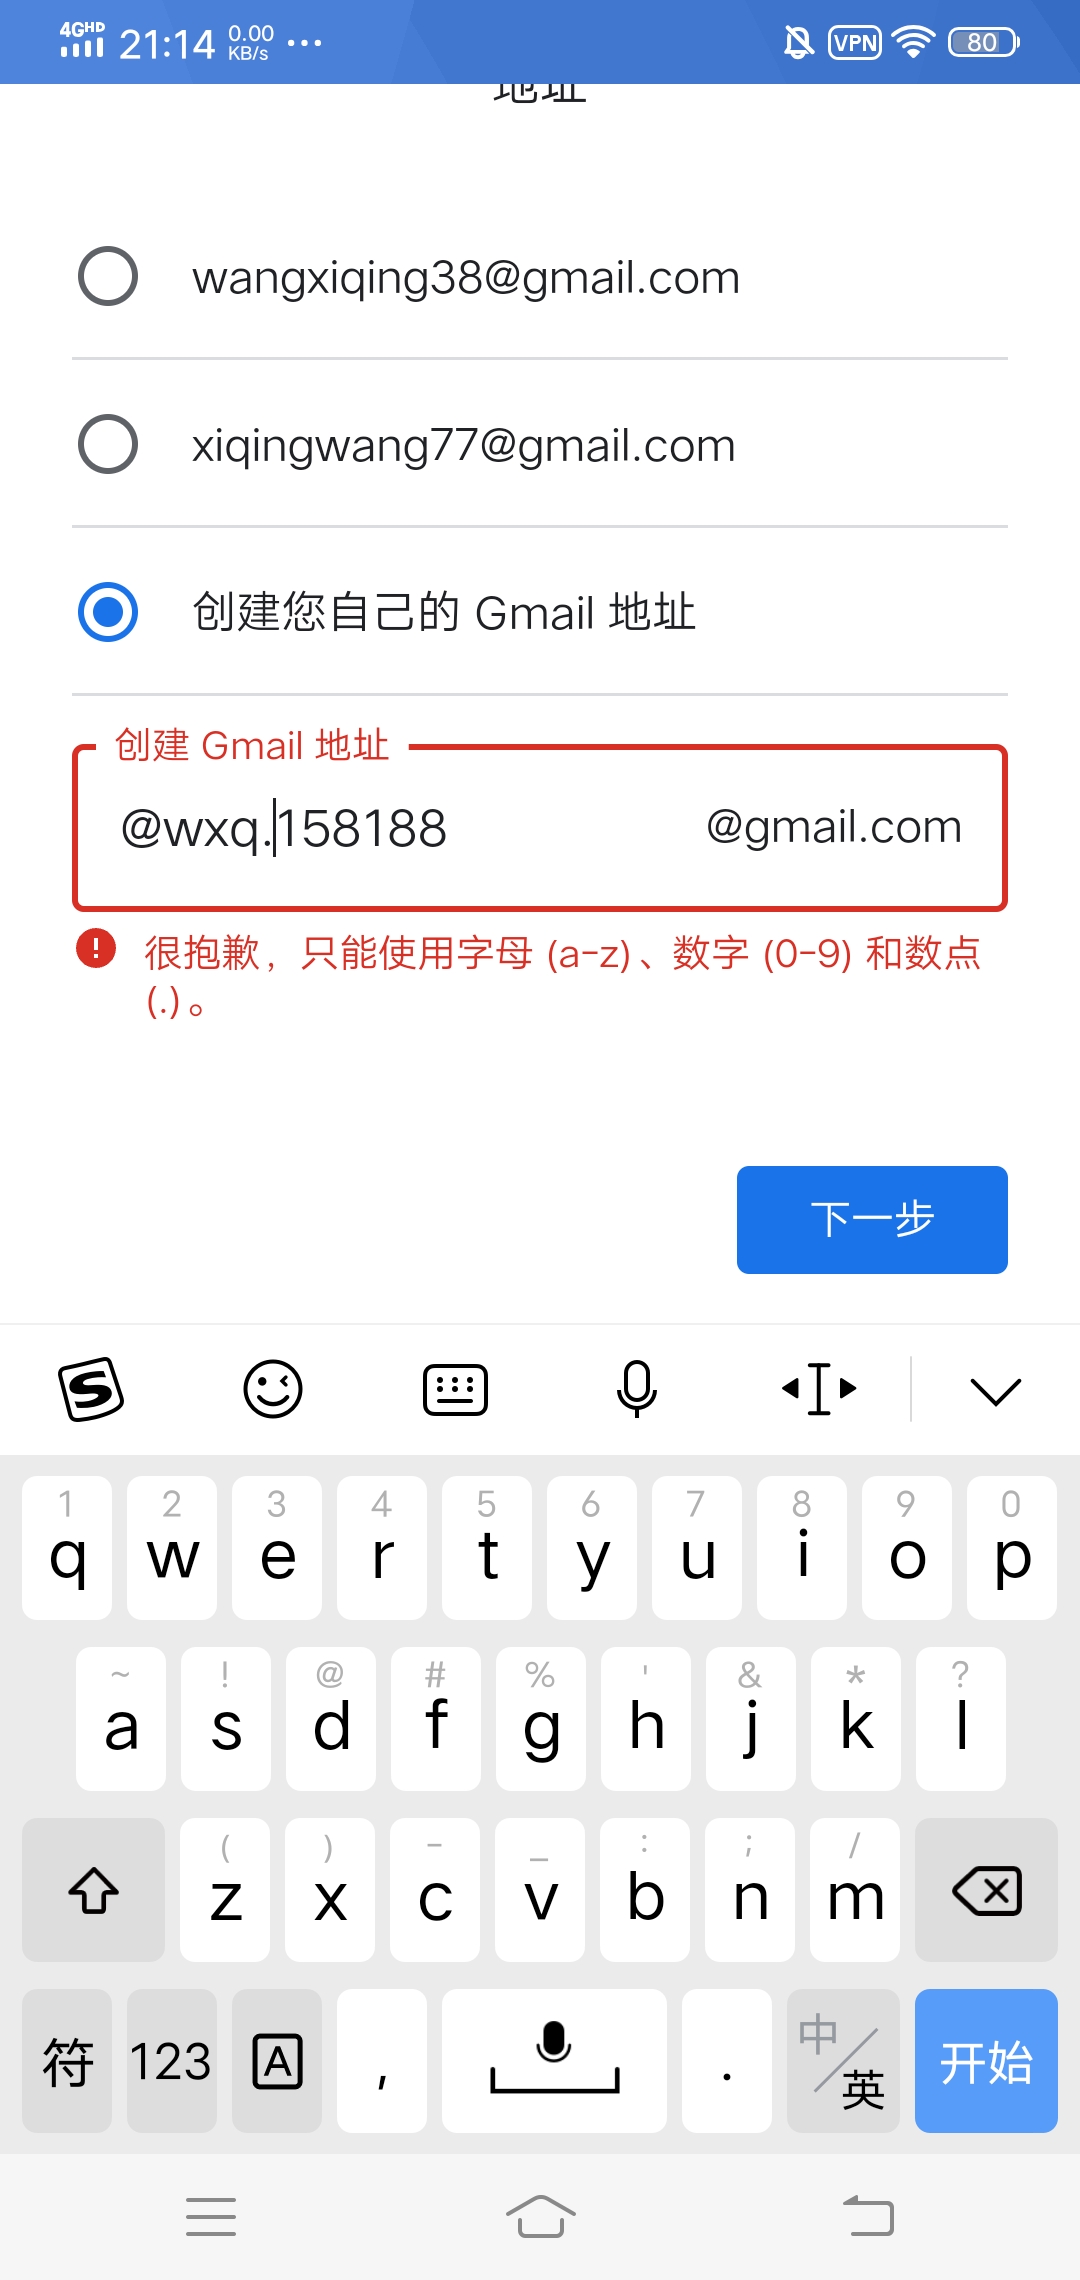 4GHD 21:14 0.00 KB/s ··· VPN 80
地址
wangxiqing38@gmail.com
xiqingwang77@gmail.com
创建您自己的 Gmail 地址
创建 Gmail 地址
@wxq.158188 @gmail.com
很抱歉，只能使用字母 (a-z)、数字 (0-9) 和数点
(.)。
下一步
1 2 3 4 5 6 7 8 9 0
q w e r t y u i o p
~ ! @ # % ' & * ?
a s d f g h j k l
( ) - _ : ; /
z x c v b n m
符 123 A , . 中/英 开始